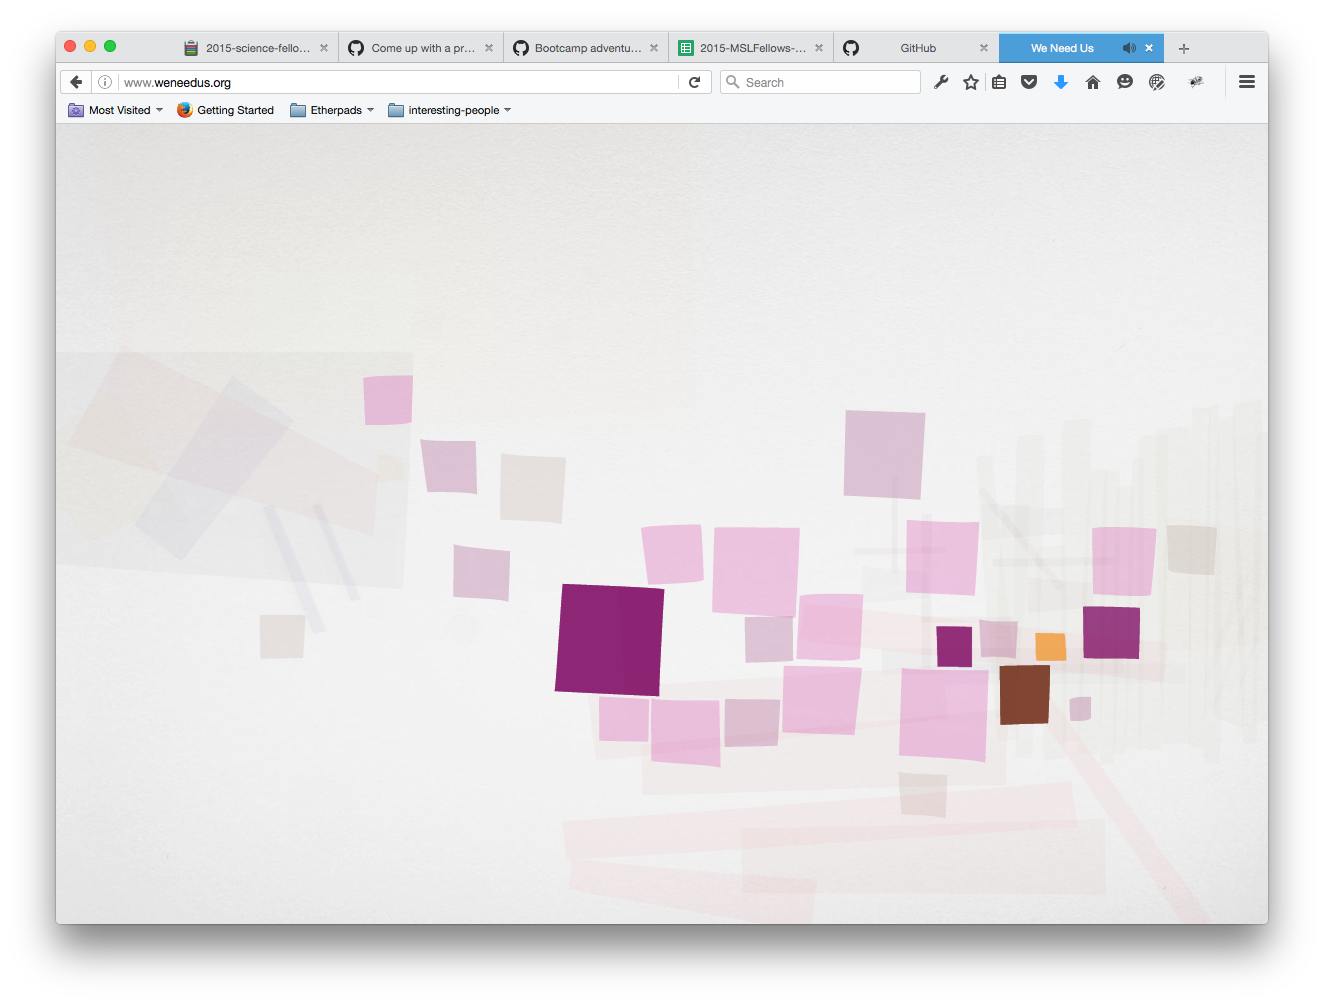 2015-science-fello...
Come up with a pr...
Bootcamp adventu...
2015-MSLFellows-...
GitHub
We Need Us
www.weneedus.org
Search
Most Visited
Getting Started
Etherpads
interesting-people